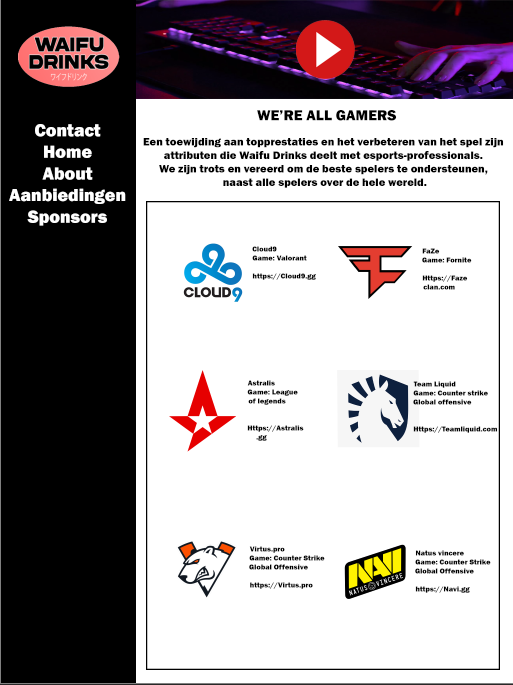 WAIFU
DRINKS
ワイフドリンク
Contact
Home
About
Aanbiedingen
Sponsors
WE'RE ALL GAMERS
Een toewijding aan topprestaties en het verbeteren van het spel zijn
attributen die Waifu Drinks deelt met esports-professionals.
We zijn trots en vereerd om de beste spelers te ondersteunen,
naast alle spelers over de hele wereld.
CLOUD9
Cloud9
Game: Valorant
https://Cloud9.gg
FaZe
Game: Fornite
Https://Faze
clan.com
Astralis
Game: League
of legends
Https://Astralis
.gg
Team Liquid
Game: Counter strike
Global offensive
Https://Teamliquid.com
Virtus.pro
Game: Counter Strike
Global Offensive
https://Virtus.pro
NAVI
NATUS VINCERE
Natus vincere
Game: Counter Strike
Global Offensive
https://Navi.gg